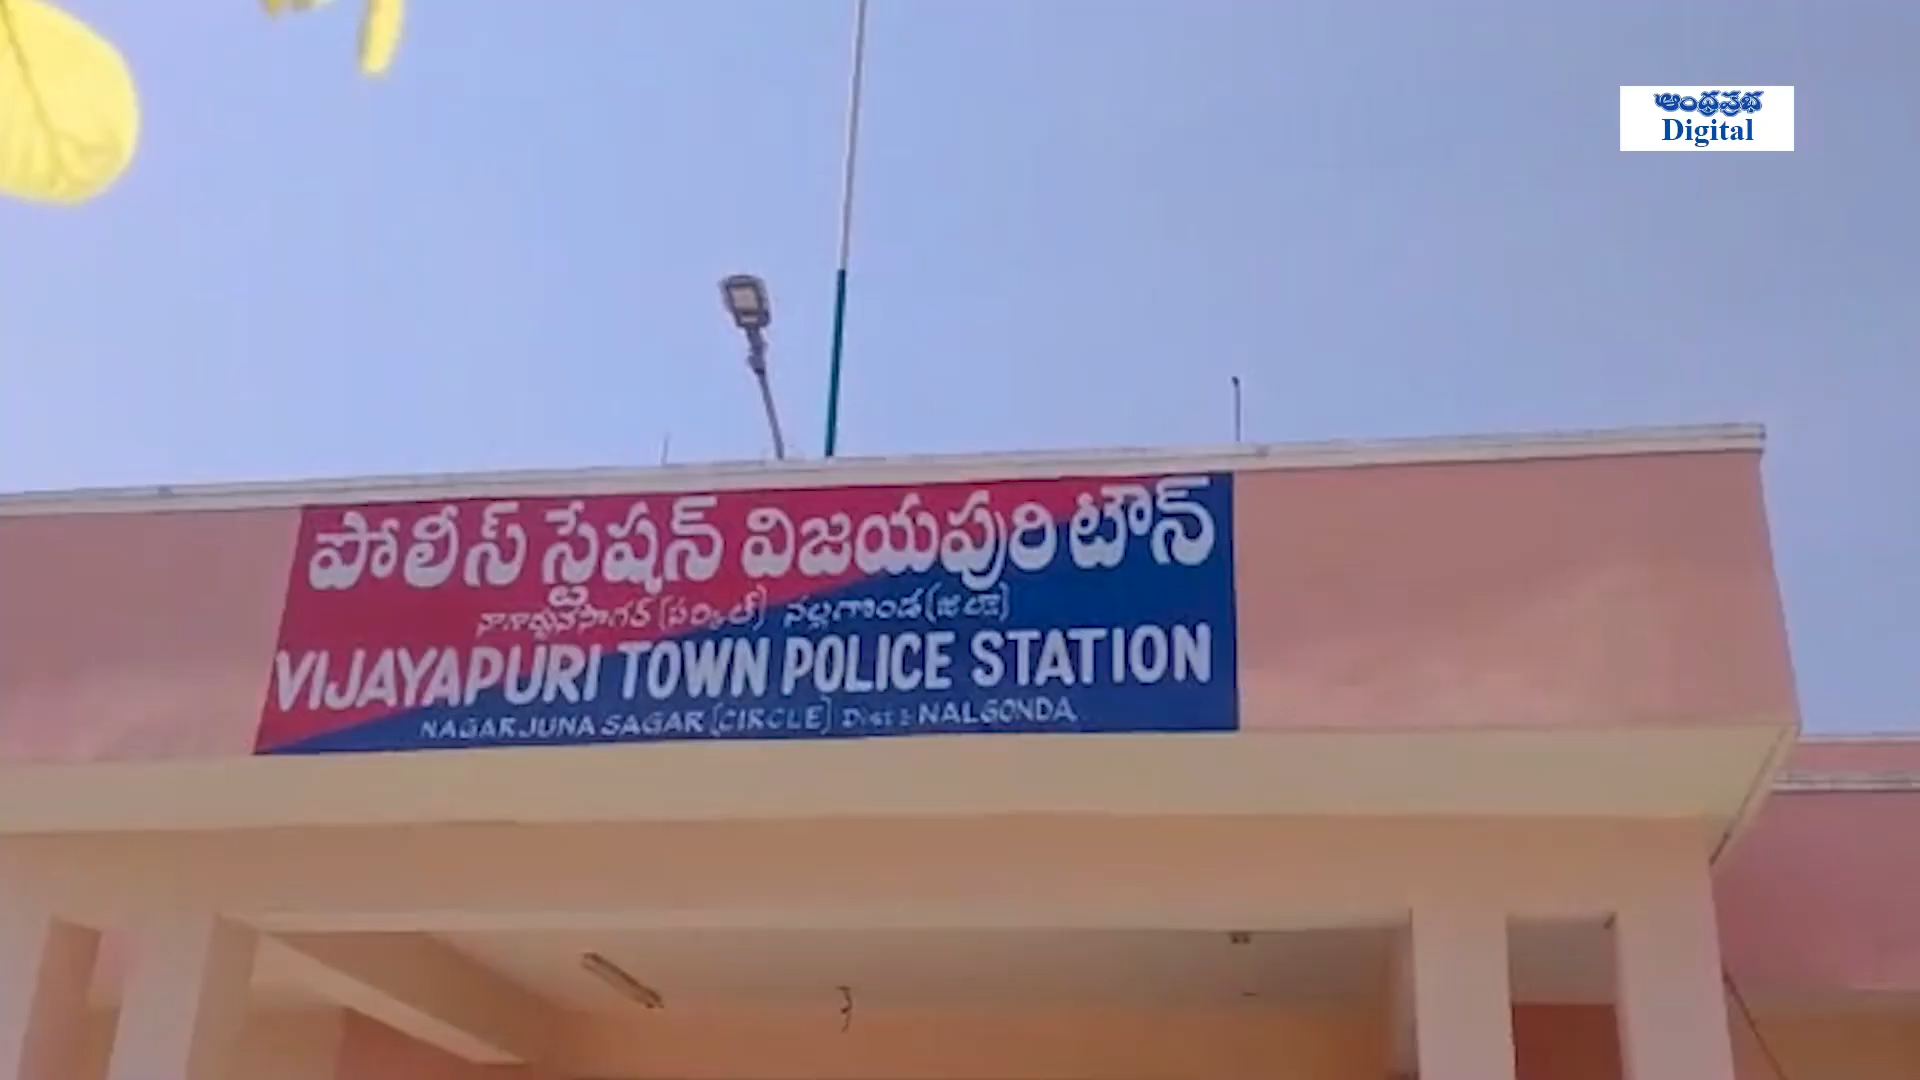 ఆంధ్రప్రభ
Digital
పోలీస్ స్టేషన్ విజయపురి టౌన్
నాగార్జునసాగర్ (సర్కిల్) నల్లగొండ (జిల్లా)
VIJAYAPURI TOWN POLICE STATION
NAGARJUNA SAGAR (CIRCLE) Dist : NALGONDA